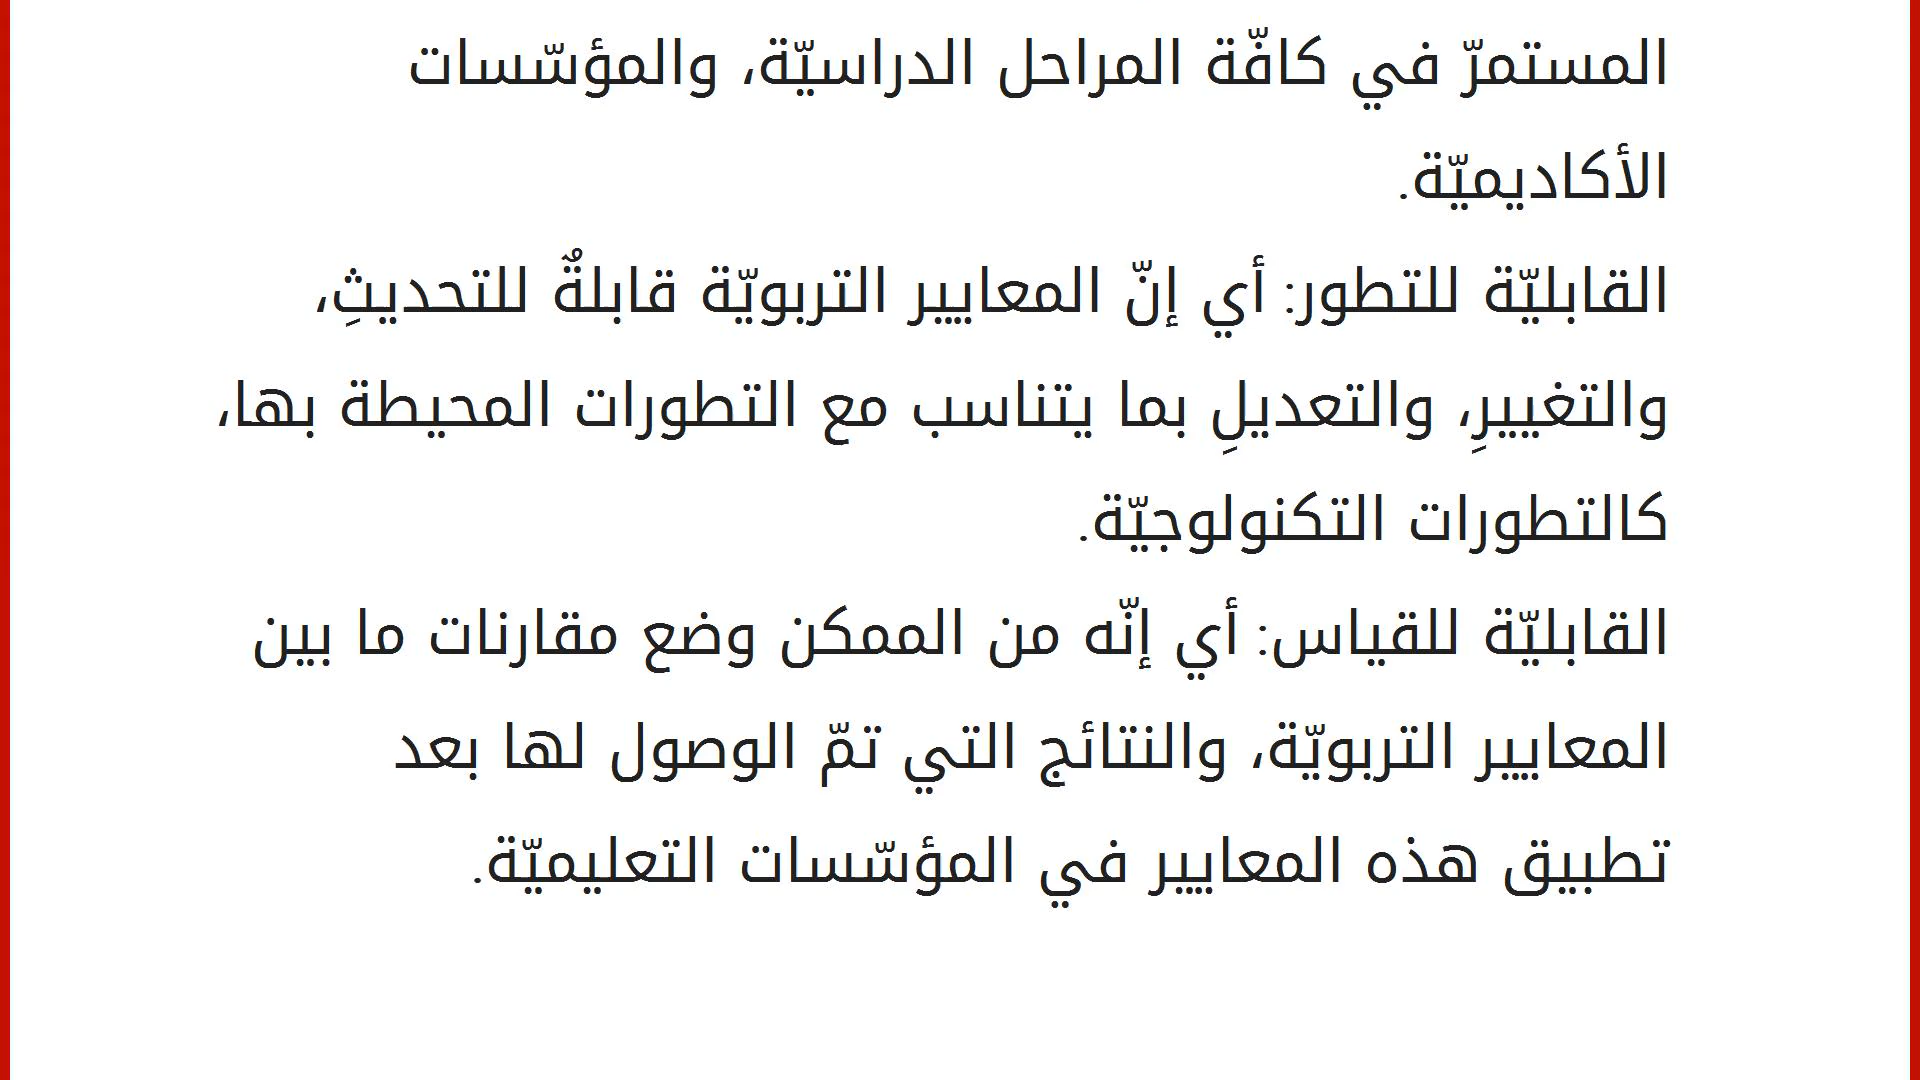 المستمرّ في كافّة المراحل الدراسيّة، والمؤسّسات
الأكاديميّة.
القابليّة للتطور: أي إنّ المعايير التربويّة قابلةٌ للتحديثِ،
والتغييرِ، والتعديلِ بما يتناسب مع التطورات المحيطة بها،
كالتطورات التكنولوجيّة.
القابليّة للقياس: أي إنّه من الممكن وضع مقارنات ما بين
المعايير التربويّة، والنتائج التي تمّ الوصول لها بعد
تطبيق هذه المعايير في المؤسّسات التعليميّة.